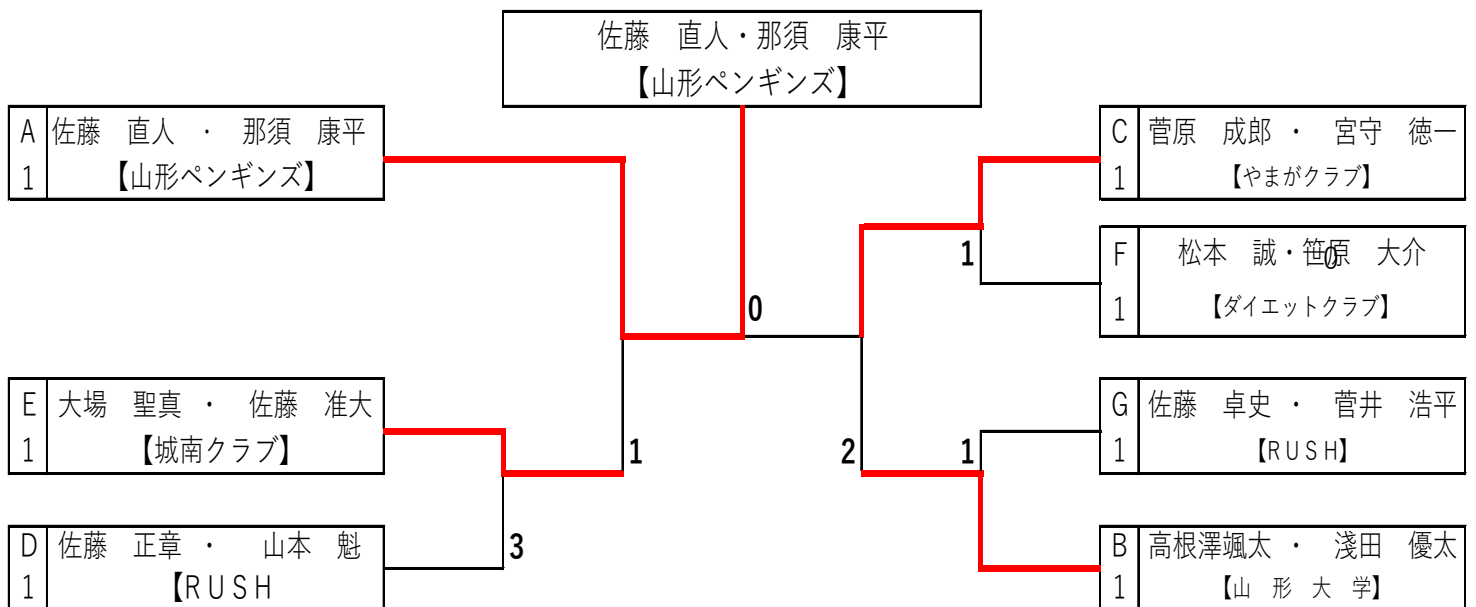 佐藤　直人・那須　康平
【山形ペンギンズ】
A 佐藤　直人　・　那須　康平
1 【山形ペンギンズ】
C 菅原　成郎　・　宮守　徳一
1 【やまがクラブ】
F 松本　誠・笹原　大介
0
1 【ダイエットクラブ】
1
0
E 大場　聖真　・　佐藤　准大
1 【城南クラブ】
G 佐藤　卓史　・　菅井　浩平
1 【RUSH】
1
2
1
D 佐藤　正章　・　山本　魁
1 【RUSH
3
B 高根澤颯太　・　淺田　優太
1 【山　形　大　学】